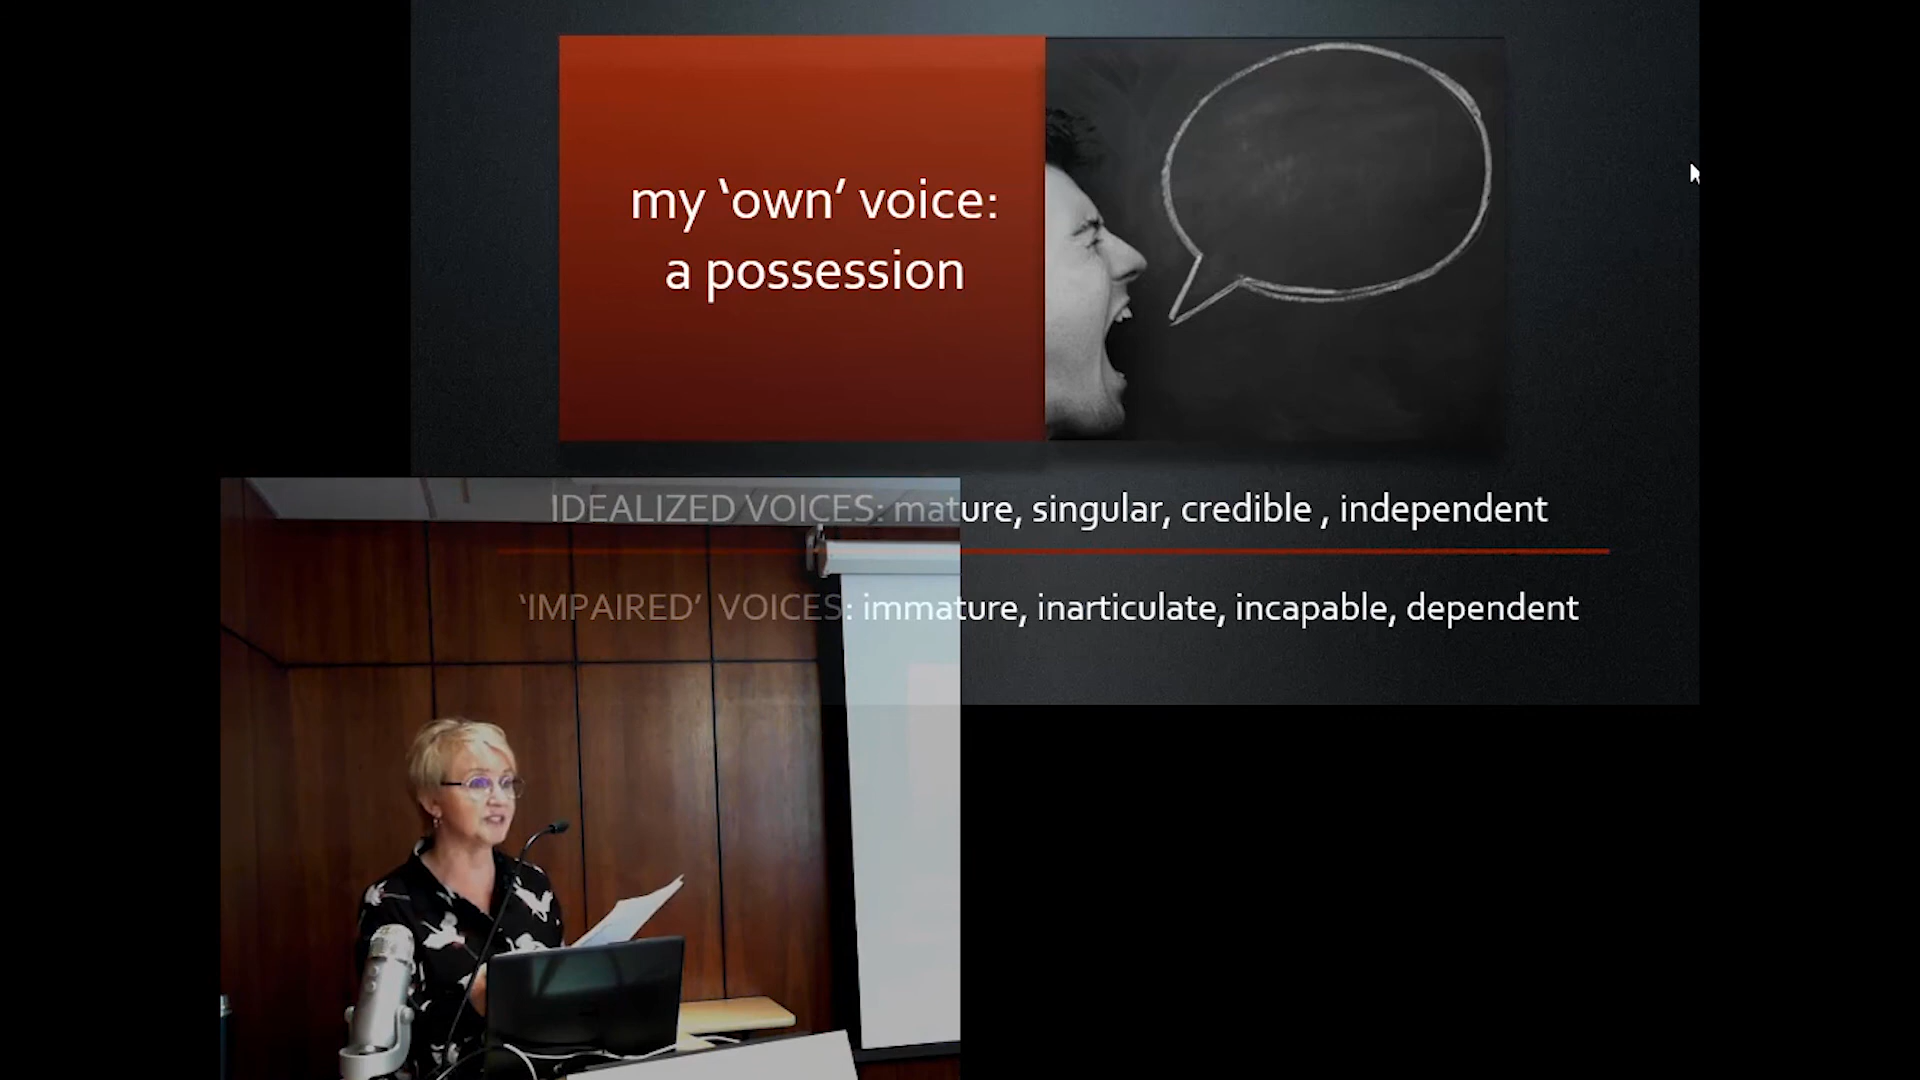 my ‘own’ voice:
a possession
IDEALIZED VOICES: mature, singular, credible , independent
‘IMPAIRED’ VOICES: immature, inarticulate, incapable, dependent